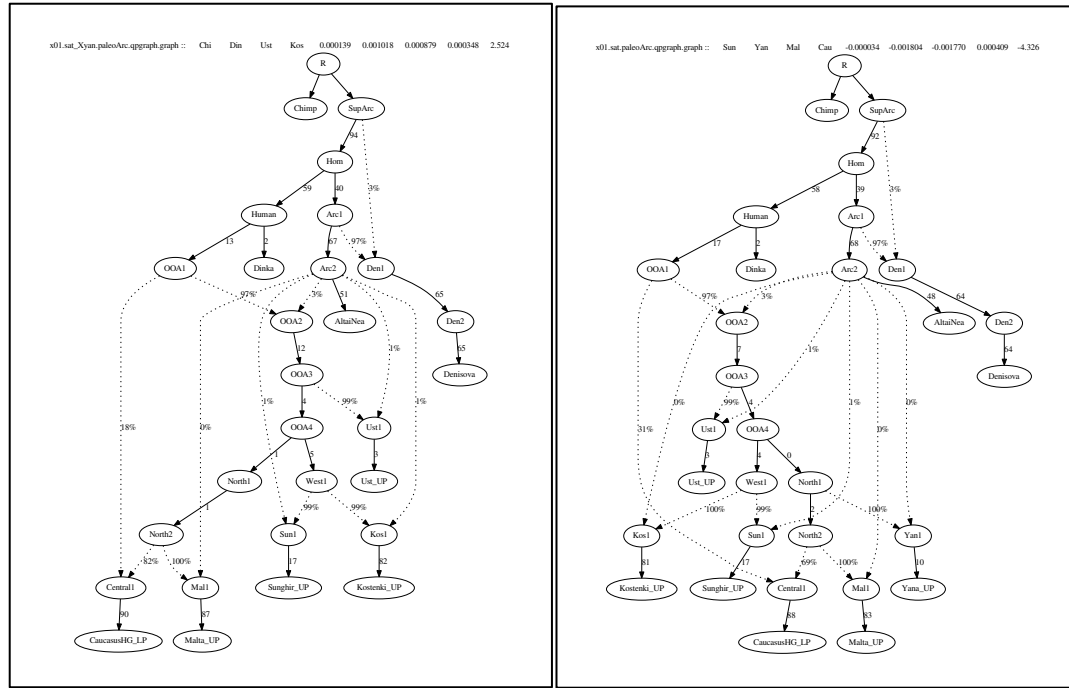 x01.sat_Xyan.paleoArc.qpgraph.graph :: Chi Din Ust Kos 0.000139 0.001018 0.000879 0.000348 2.524
R
Chimp SupArc
94
Hom
59 40 3%
Human Arc1
13 2 67 97%
OOA1 Dinka Arc2 Den1
97% 3% 51 65
OOA2 AltaiNea Den2
12 1% 65
OOA3 Denisova
1% 4 99% 1%
18% 0% OOA4 Ust1
1 5 3
North1 West1 Ust_UP
1 99% 99%
North2 Sun1 Kos1
82% 100% 17 82
Central1 Mal1 Sunghir_UP Kostenki_UP
90 87
CaucasusHG_LP Malta_UP
x01.sat.paleoArc.qpgraph.graph :: Sun Yan Mal Cau -0.000034 -0.001804 -0.001770 0.000409 -4.326
R
Chimp SupArc
92
Hom
58 39 3%
Human Arc1
17 2 68 97%
OOA1 Dinka Arc2 Den1
97% 3% 48 64
OOA2 AltaiNea Den2
7 1% 64
OOA3 Denisova
31% 0% 99% 4 1% 0% 0%
Ust1 OOA4
3 4 0
Ust_UP West1 North1
100% 99% 2 100%
Kos1 Sun1 North2 Yan1
81 17 69% 100% 10
Kostenki_UP Sunghir_UP Central1 Mal1 Yana_UP
88 83
CaucasusHG_LP Malta_UP